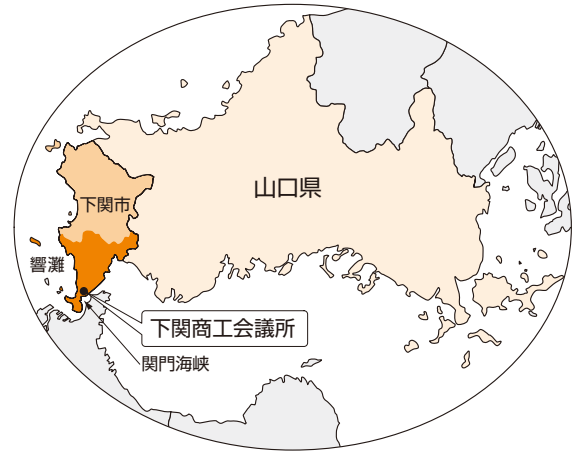 山口県
下関市
響灘
下関商工会議所
関門海峡